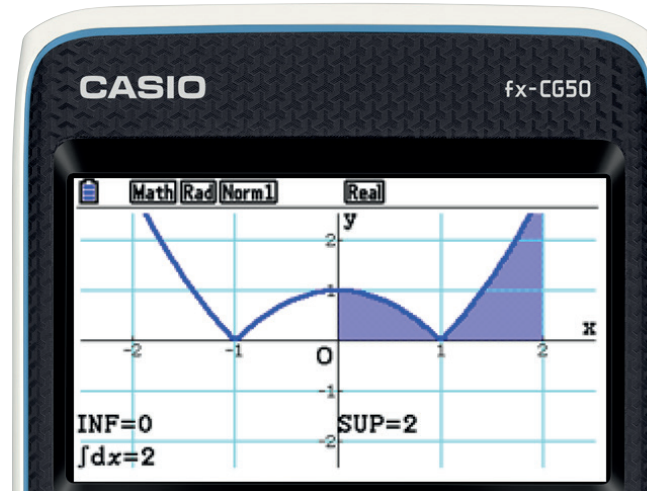 CASIO fx-CG50
Math Rad Norm1 Real
y
2
1
x
-2 -1 O 1 2
-1
INF=0 SUP=2
-2
∫dx=2